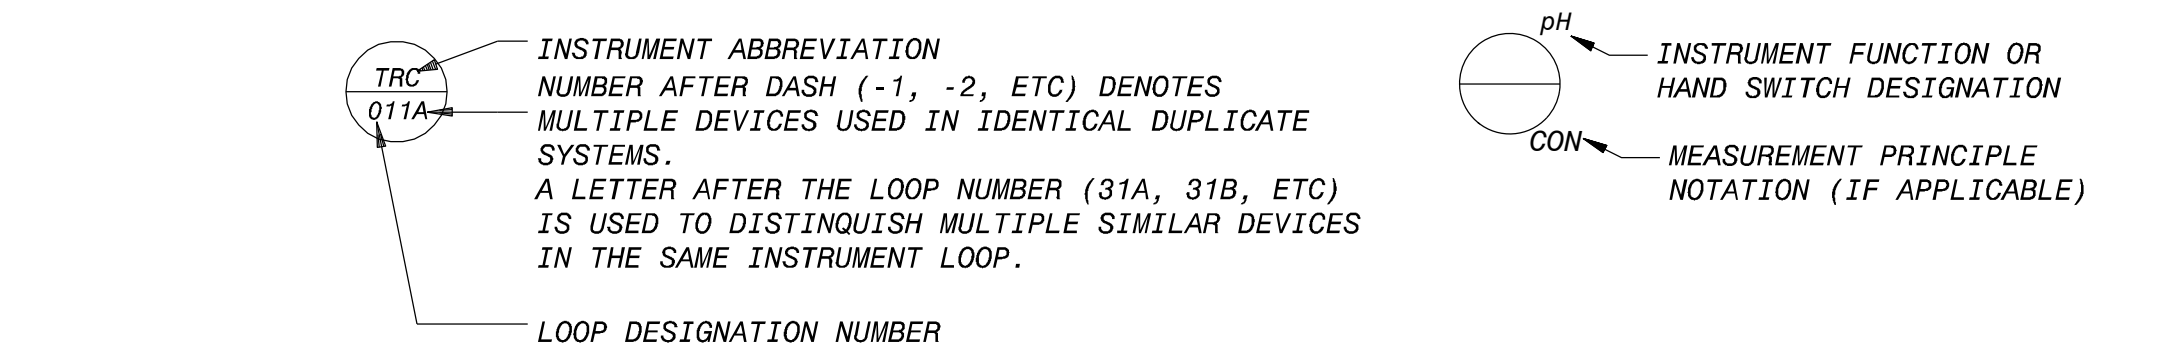 TRC
011A
INSTRUMENT ABBREVIATION
NUMBER AFTER DASH (-1, -2, ETC) DENOTES
MULTIPLE DEVICES USED IN IDENTICAL DUPLICATE
SYSTEMS.
A LETTER AFTER THE LOOP NUMBER (31A, 31B, ETC)
IS USED TO DISTINQUISH MULTIPLE SIMILAR DEVICES
IN THE SAME INSTRUMENT LOOP.
LOOP DESIGNATION NUMBER
pH
INSTRUMENT FUNCTION OR
HAND SWITCH DESIGNATION
CON
MEASUREMENT PRINCIPLE
NOTATION (IF APPLICABLE)